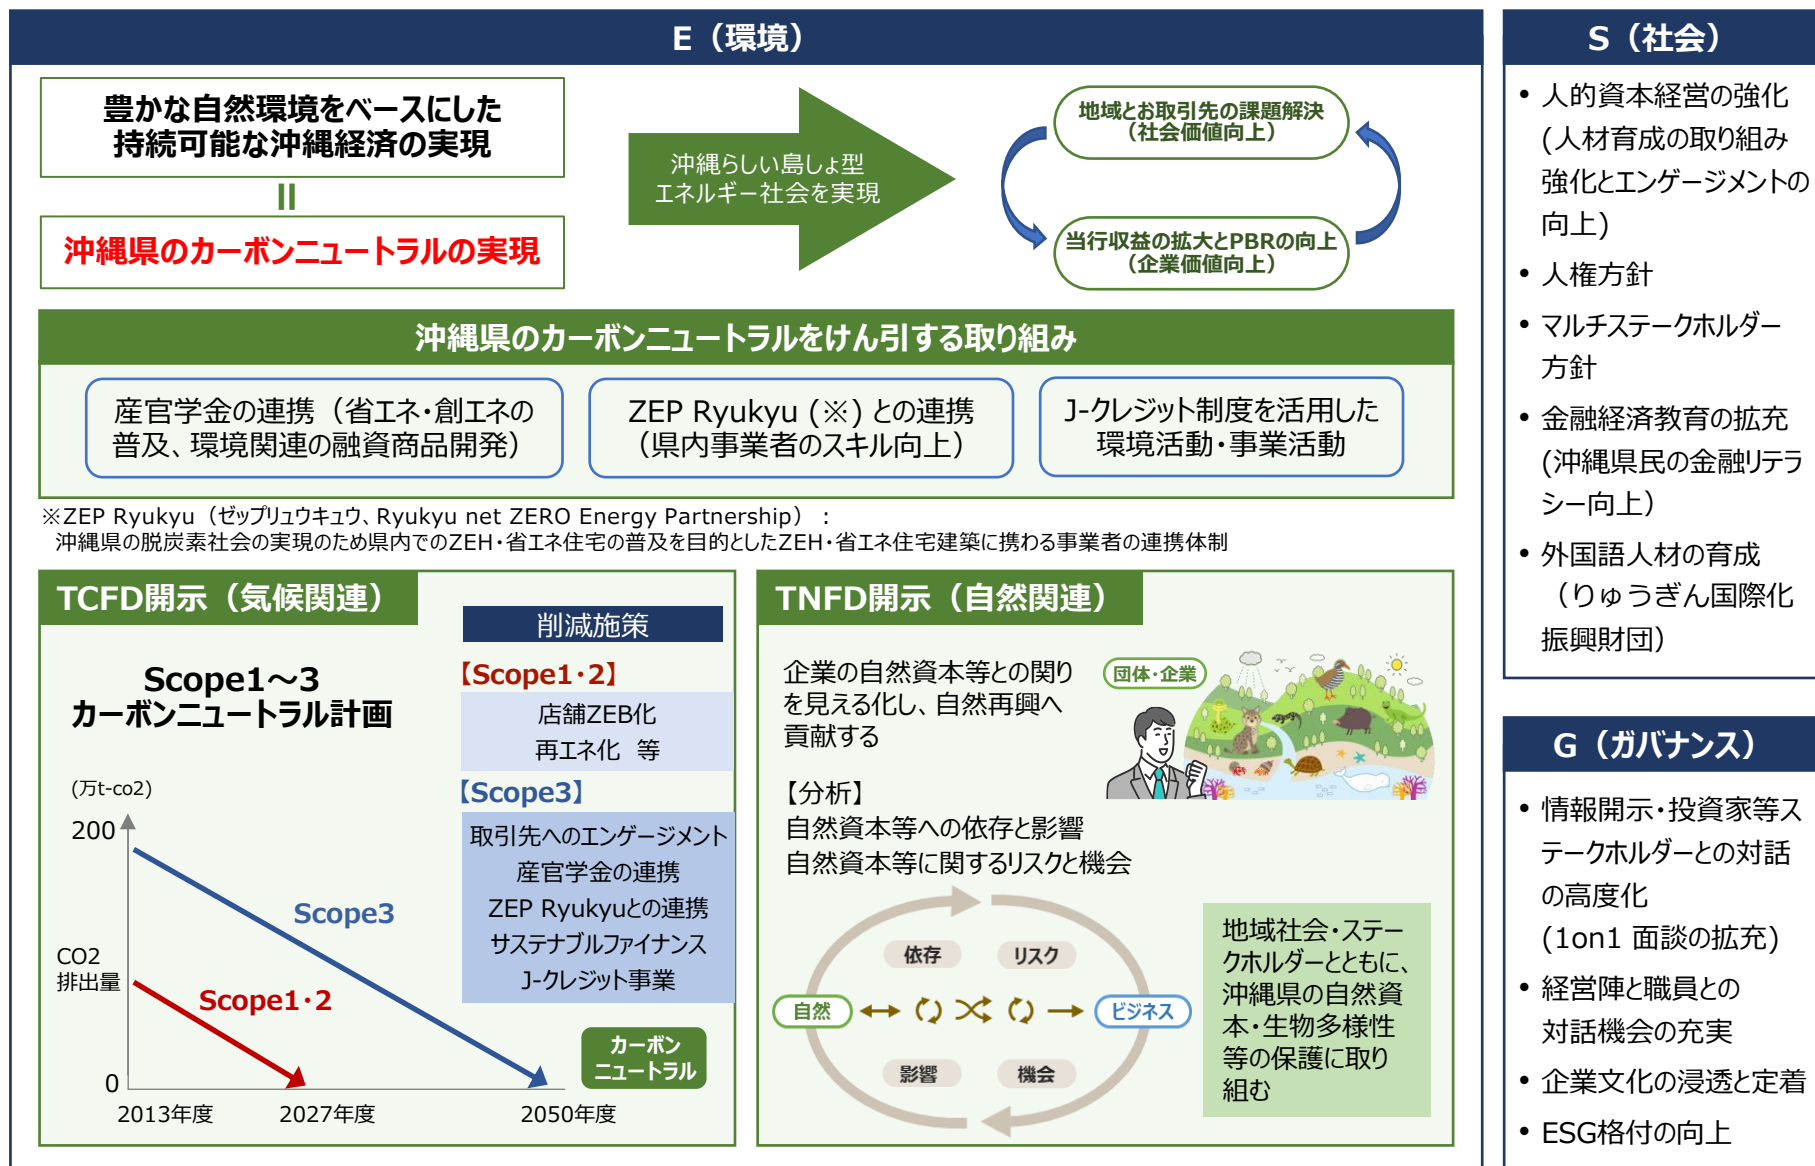 E（環境）
豊かな自然環境をベースにした
持続可能な沖縄経済の実現
沖縄県のカーボンニュートラルの実現
沖縄らしい島しょ型
エネルギー社会を実現
地域とお取引先の課題解決
（社会価値向上）
当行収益の拡大とPBRの向上
（企業価値向上）
沖縄県のカーボンニュートラルをけん引する取り組み
産官学金の連携（省エネ・創エネの
普及、環境関連の融資商品開発）
ZEP Ryukyu（※）との連携
（県内事業者のスキル向上）
J-クレジット制度を活用した
環境活動・事業活動
※ZEP Ryukyu（ゼップリュウキュウ、Ryukyu net ZERO Energy Partnership）：
沖縄県の脱炭素社会の実現のため県内でのZEH・省エネ住宅の普及を目的としたZEH・省エネ住宅建築に携わる事業者の連携体制
TCFD開示（気候関連）
Scope1～3
カーボンニュートラル計画
(万t-co2)
200
CO2
排出量
0
Scope3
Scope1・2
2013年度
2027年度
2050年度
削減施策
【Scope1・2】
店舗ZEB化
再エネ化　等
【Scope3】
取引先へのエンゲージメント
産官学金の連携
ZEP Ryukyuとの連携
サステナブルファイナンス
J-クレジット事業
カーボン
ニュートラル
TNFD開示（自然関連）
企業の自然資本等との関り
を見える化し、自然再興へ
貢献する
団体・企業
【分析】
自然資本等への依存と影響
自然資本等に関するリスクと機会
依存
リスク
自然
ビジネス
影響
機会
地域社会・ステー
クホルダーとともに、
沖縄県の自然資
本・生物多様性
等の保護に取り
組む
S（社会）
• 人的資本経営の強化
(人材育成の取り組み
強化とエンゲージメントの
向上)
• 人権方針
• マルチステークホルダー
方針
• 金融経済教育の拡充
(沖縄県民の金融リテラ
シー向上）
• 外国語人材の育成
（りゅうぎん国際化
振興財団）
G（ガバナンス）
• 情報開示・投資家等ス
テークホルダーとの対話
の高度化
(1on1 面談の拡充)
• 経営陣と職員との
対話機会の充実
• 企業文化の浸透と定着
• ESG格付の向上